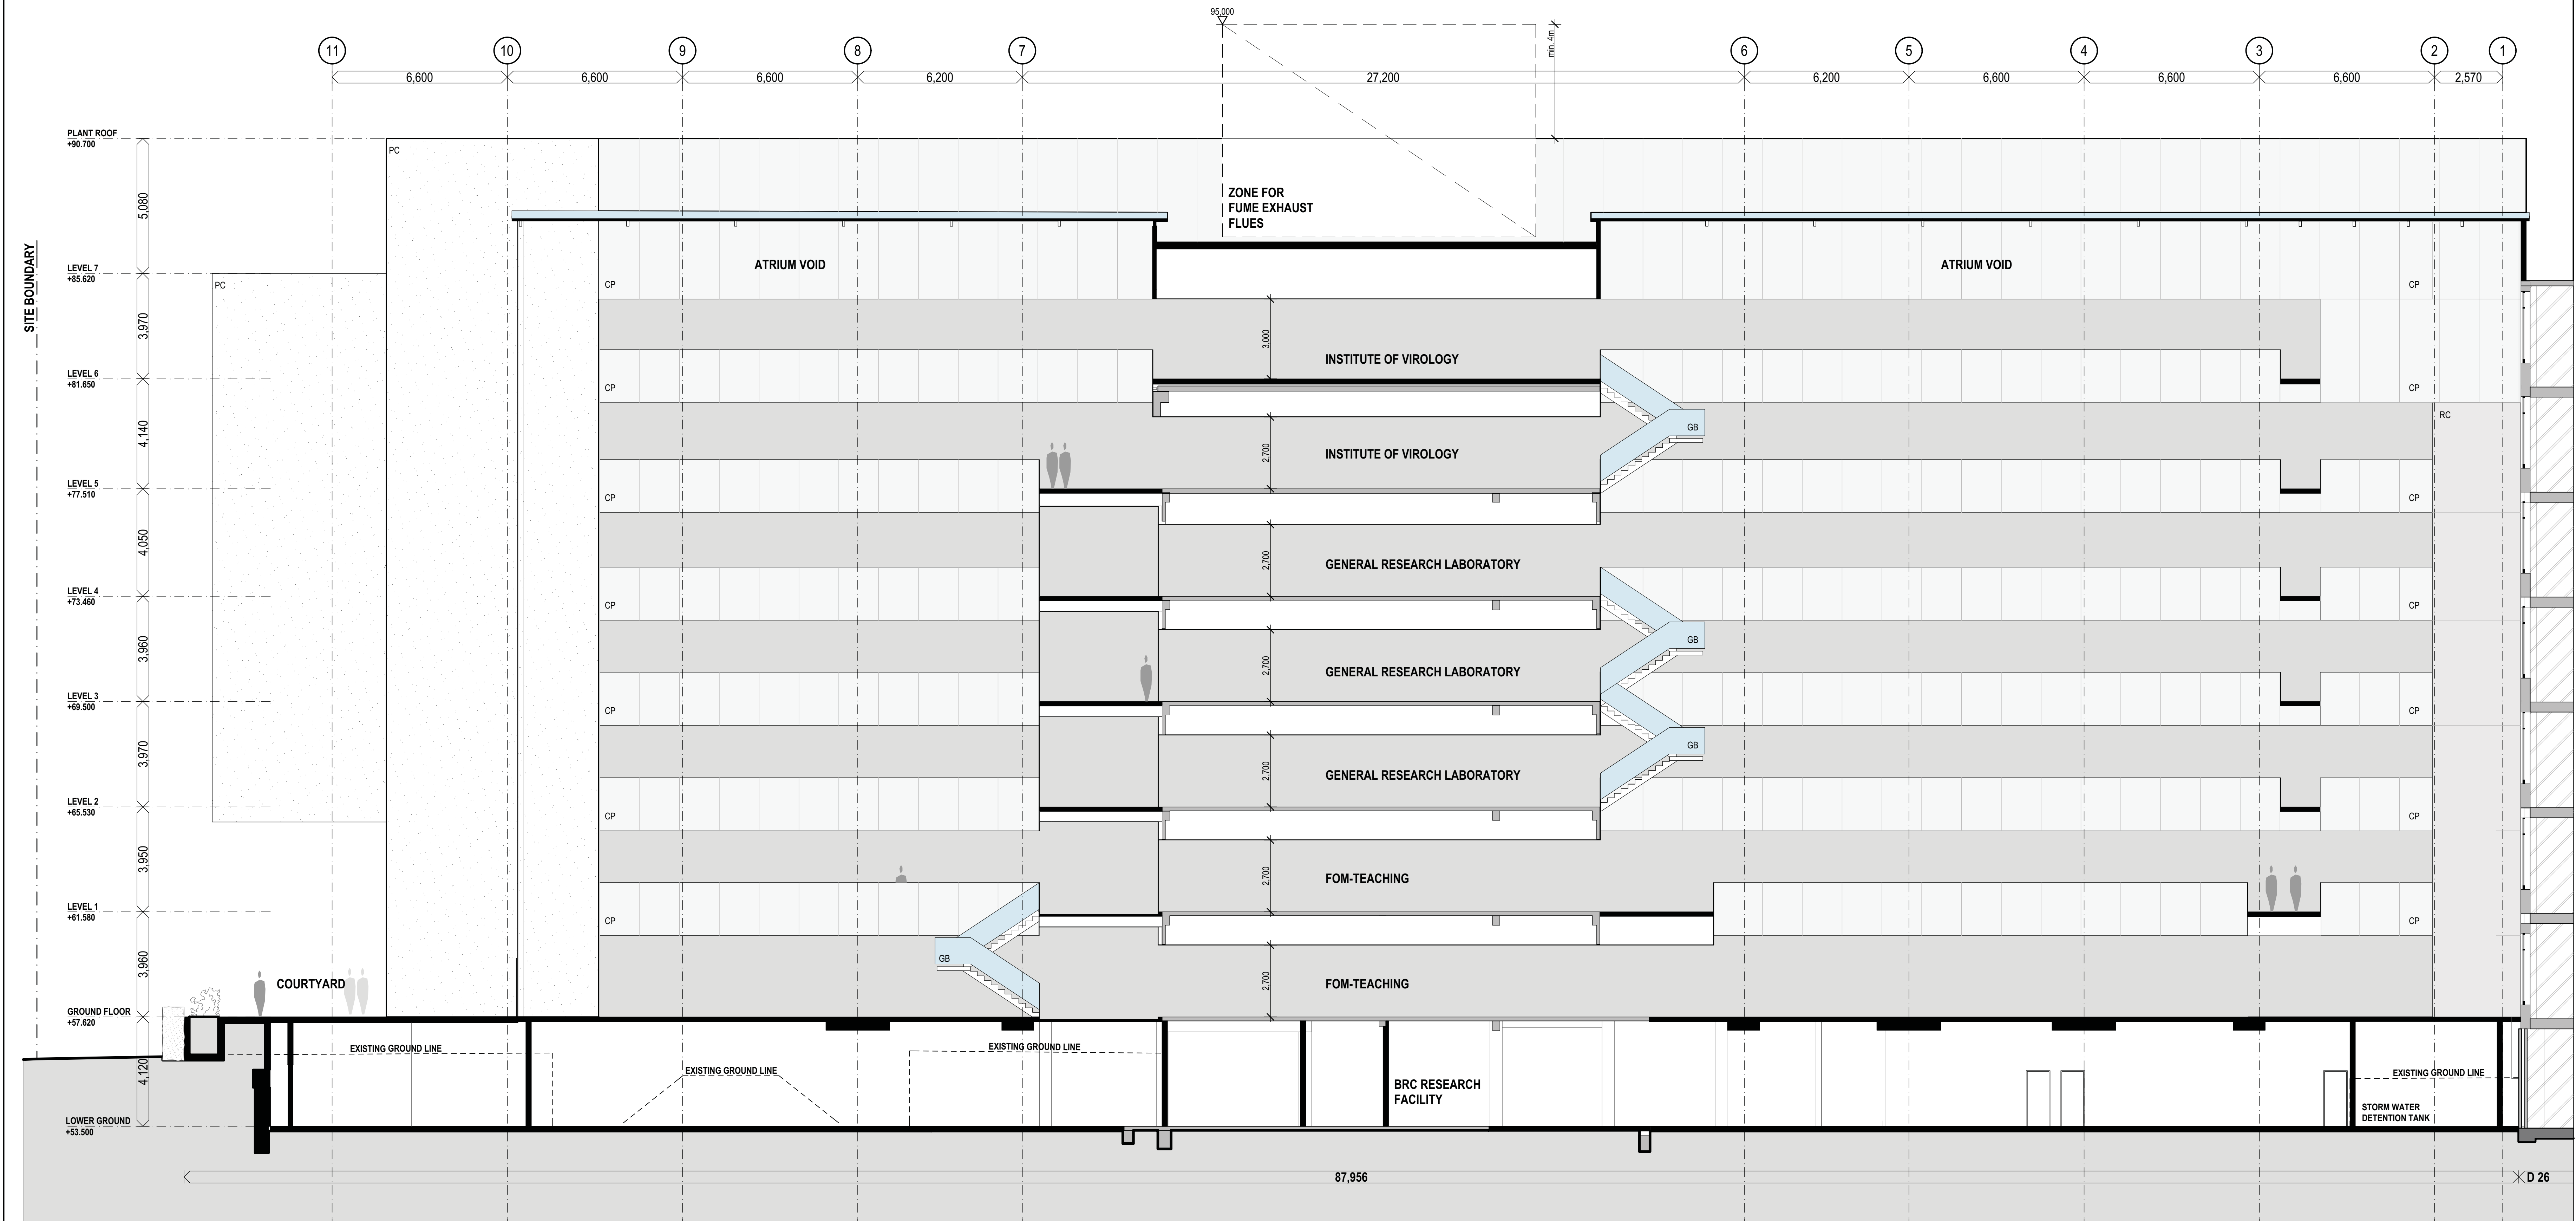 95,000
min. 4m
11
10
9
8
7
6
5
4
3
2
1
6,600
6,600
6,600
6,200
27,200
6,200
6,600
6,600
6,600
2,570
PLANT ROOF
+90.700
PC
5,080
ZONE FOR
FUME EXHAUST
FLUES
SITE BOUNDARY
ATRIUM VOID
ATRIUM VOID
LEVEL 7
+85.620
PC
CP
CP
3,970
3,000
INSTITUTE OF VIROLOGY
LEVEL 6
+81.650
CP
CP
RC
4,140
GB
2,700
INSTITUTE OF VIROLOGY
LEVEL 5
+77.510
CP
CP
4,050
2,700
GENERAL RESEARCH LABORATORY
LEVEL 4
+73.460
CP
CP
3,960
GB
2,700
GENERAL RESEARCH LABORATORY
LEVEL 3
+69.500
CP
CP
3,970
GB
2,700
GENERAL RESEARCH LABORATORY
LEVEL 2
+65.530
CP
CP
3,950
2,700
FOM-TEACHING
LEVEL 1
+61.580
CP
CP
3,960
GB
2,700
COURTYARD
FOM-TEACHING
GROUND FLOOR
+57.620
EXISTING GROUND LINE
EXISTING GROUND LINE
EXISTING GROUND LINE
EXISTING GROUND LINE
4,120
BRC RESEARCH
FACILITY
STORM WATER
DETENTION TANK
LOWER GROUND
+53.500
87,956
D 26